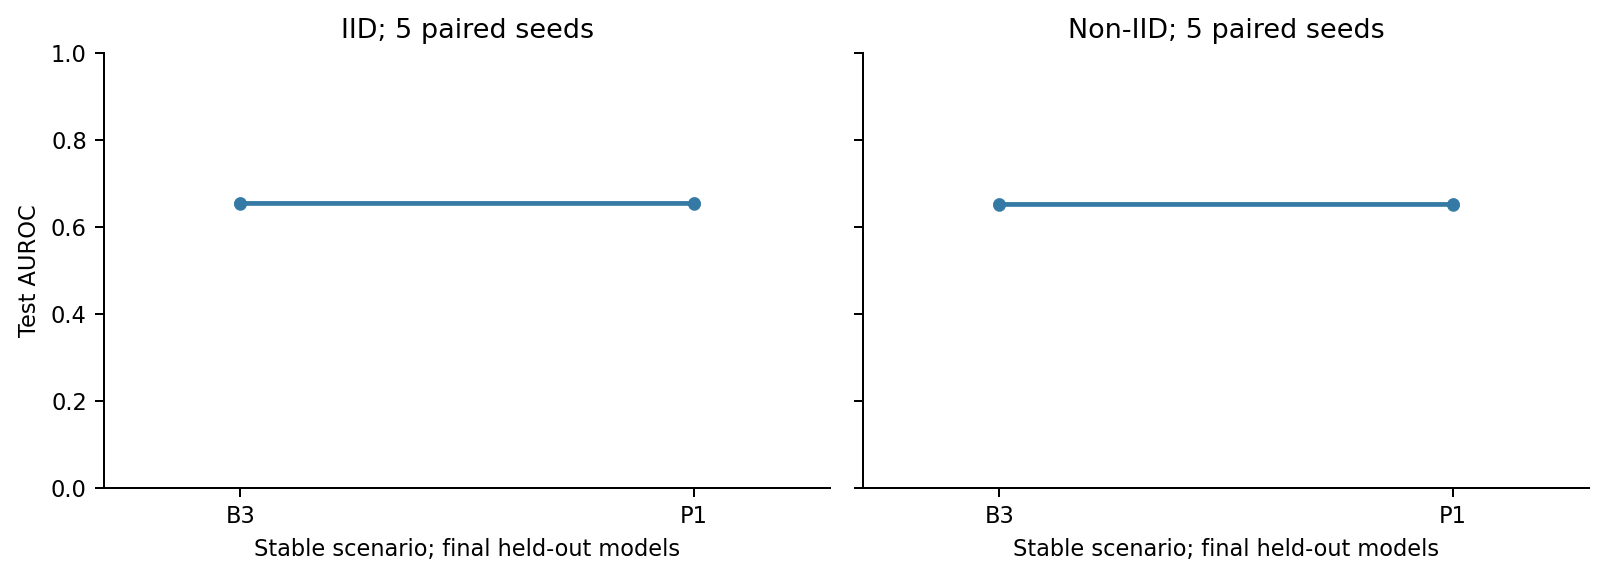 IID; 5 paired seeds
Test AUROC
1.0
0.8
0.6
0.4
0.2
0.0
B3
P1
Stable scenario; final held-out models
Non-IID; 5 paired seeds
B3
P1
Stable scenario; final held-out models